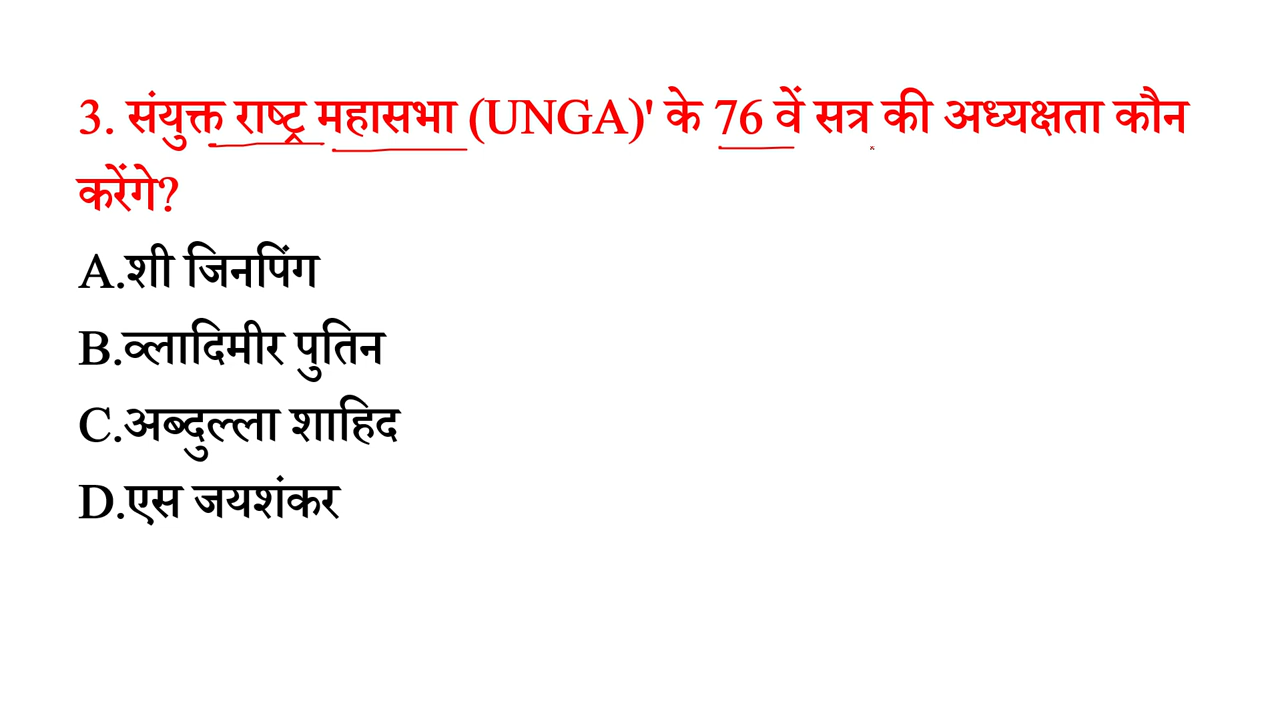 3. संयुक्त राष्ट्र महासभा (UNGA)' के 76 वें सत्र की अध्यक्षता कौन
करेंगे?
A.शी जिनपिंग
B.व्लादिमीर पुतिन
C.अब्दुल्ला शाहिद
D.एस जयशंकर